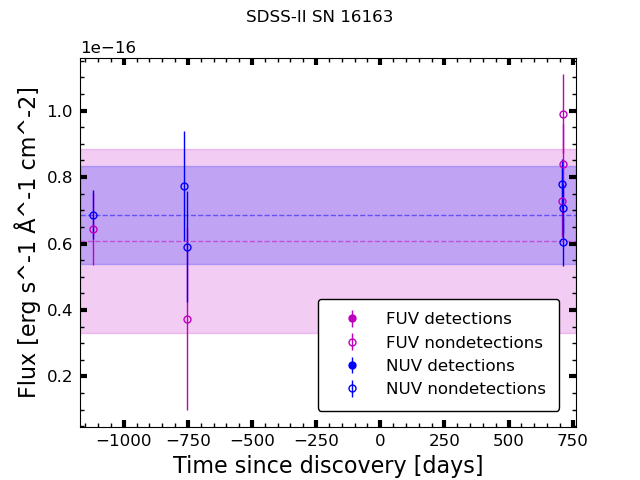 SDSS-II SN 16163
1e−16
Flux [erg s^-1 Å^-1 cm^-2]
1.0
0.8
0.6
0.4
0.2
FUV detections
FUV nondetections
NUV detections
NUV nondetections
−1000 −750 −500 −250 0 250 500 750
Time since discovery [days]